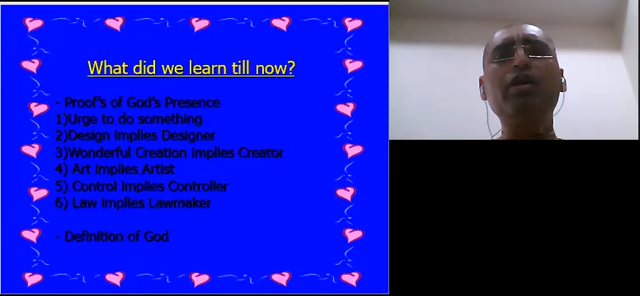 What did we learn till now?
- Proof's of God's Presence
1)Urge to do something
2)Design implies Designer
3)Wonderful Creation implies Creator
4) Art implies Artist
5) Control implies Controller
6) Law implies Lawmaker
- Definition of God